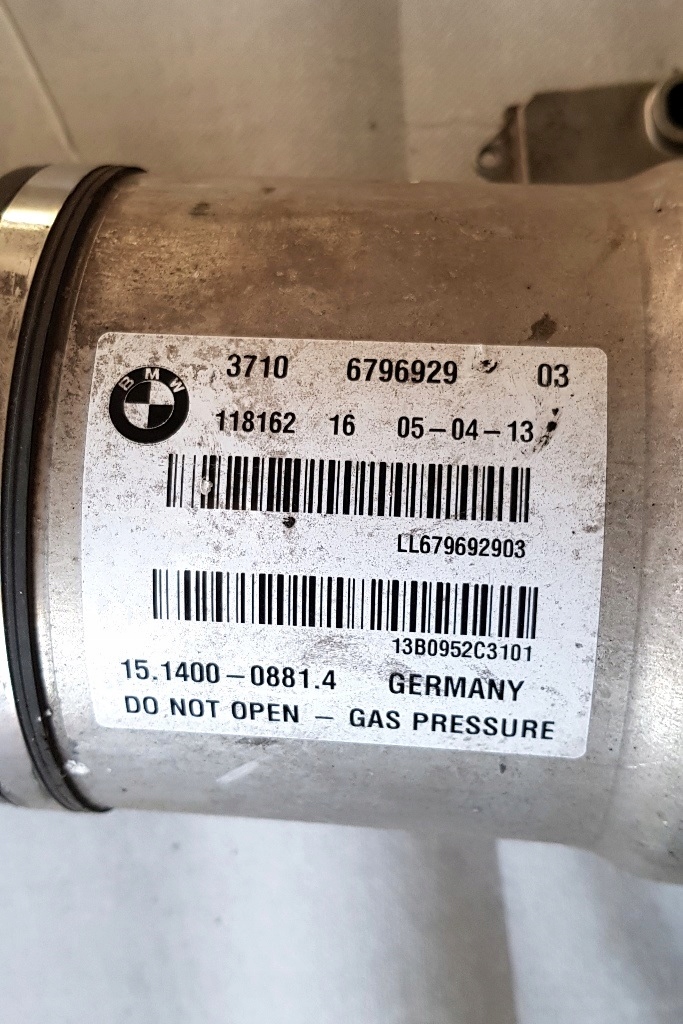 BMW
3710 6796929 03
118162 16 05-04-13
LL679692903
13B0952C3101
15.1400-0881.4 GERMANY
DO NOT OPEN - GAS PRESSURE